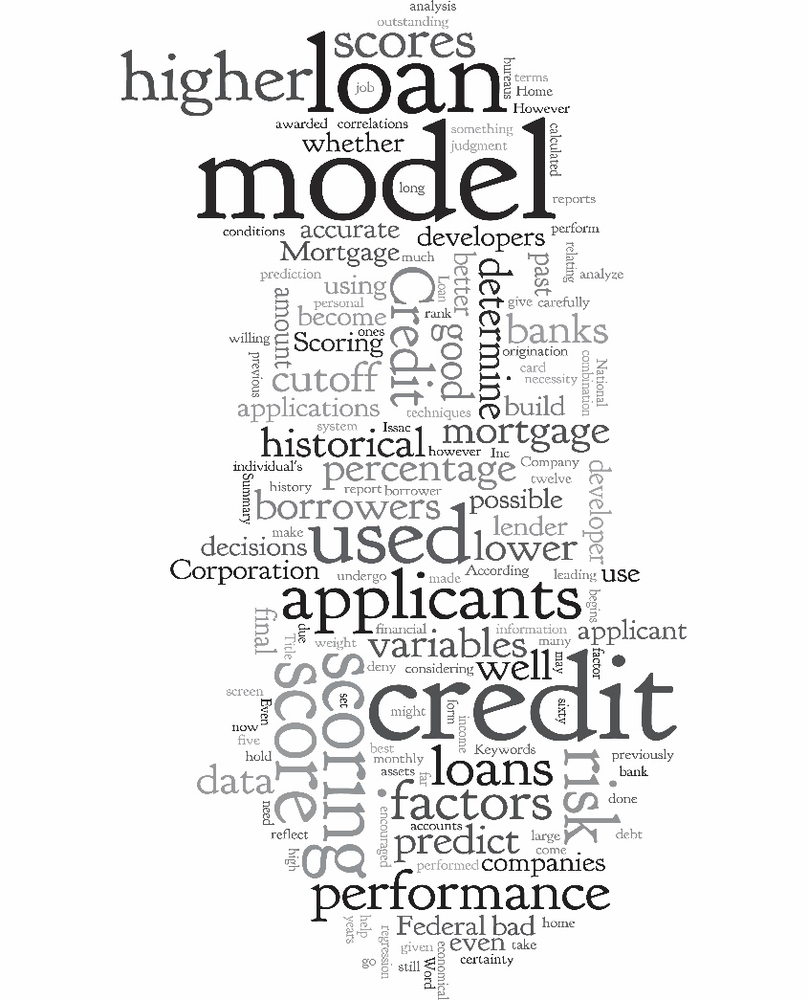 analysis
outstanding
scores
higher loan
job
bureaus
terms
Home
However
awarded correlations
something
whether
judgment
calculated
model
long
reports
conditions accurate developers perform
Mortgage much
better
determine
past
relating
prediction
analyze
amount
using
Credit
Loan
personal
give carefully
become
rank
good
banks
willing
Scoring
ones
origination
previous
cutoff
card
necessity
combination
National
applications
techniques
build
system
Issac
mortgage
historical
however Inc
individual's
percentage
Company
twelve
developer
Summary
history
report borrower
borrowers
possible
make
used
lender
decisions
lower
Corporation
undergo
made
According
leading
use
applicants
begins
final
due
financial
information
applicant
Title
weight
variables
many
score
scoring
deny considering
well
may
factor
screen
Even
set
credit
might
form
income
sixty
now
five
hold
best
monthly
Keywords
previously
data
assets
far
loans
risk
bank
need
encouraged
factors
done
accounts
reflect
predict
large
debt
come
high
performed
companies
performance
years
help
regression
Federal bad
home
given
economical
even
take
go
still
Word
certainty